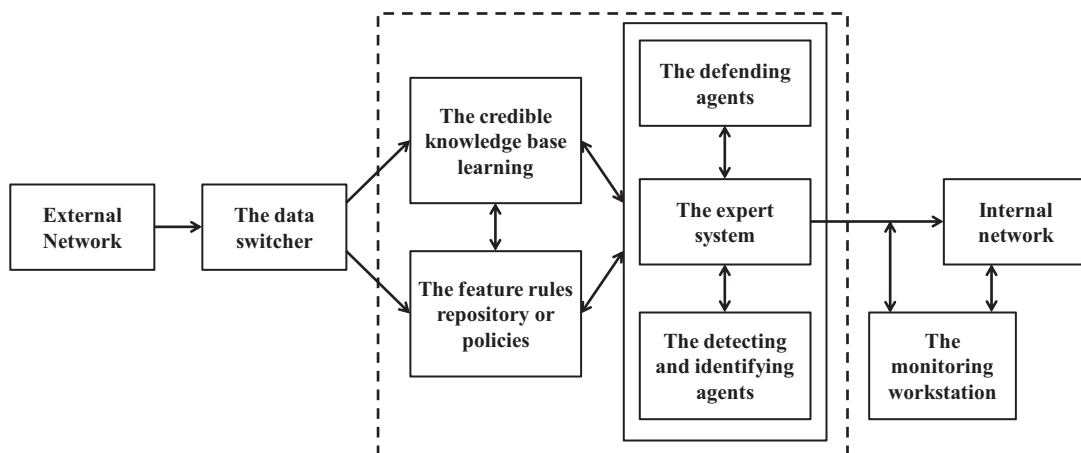 External
Network
The data
switcher
The credible
knowledge base
learning
The feature rules
repository or
policies
The defending
agents
The expert
system
The detecting
and identifying
agents
Internal
network
The
monitoring
workstation